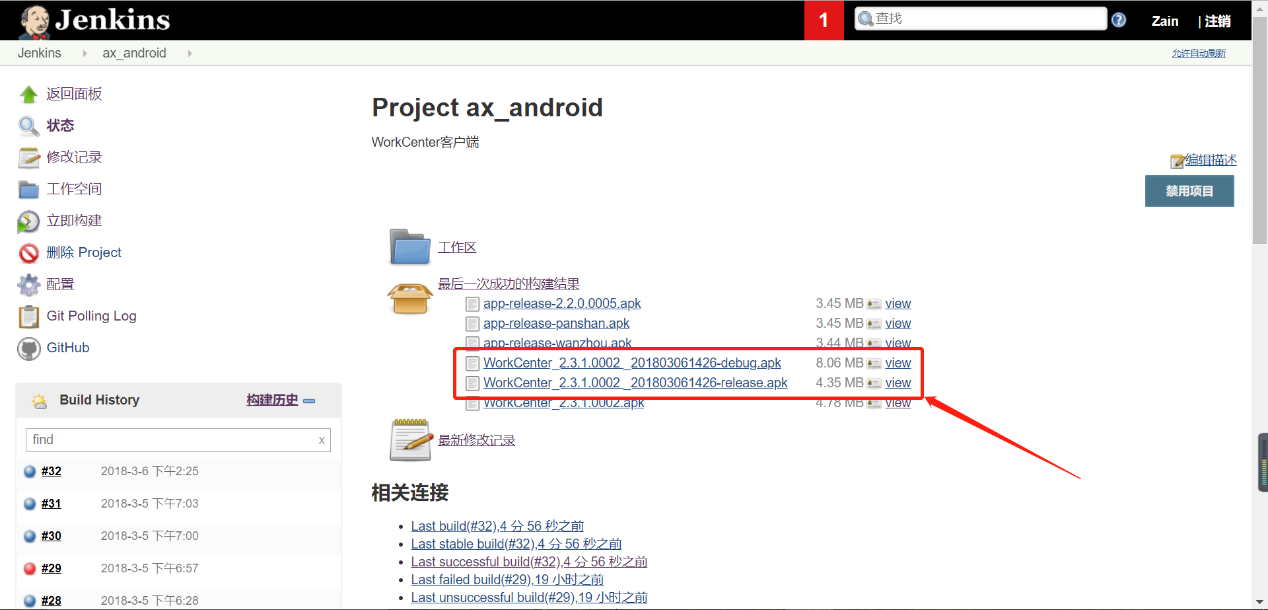 Jenkins
1
查找
Zain
| 注销
Jenkins
ax_android
允许自动刷新
返回面板
状态
修改记录
工作空间
立即构建
删除 Project
配置
Git Polling Log
GitHub
Build History
构建历史
find
x
#32 2018-3-6 下午2:25
#31 2018-3-5 下午7:03
#30 2018-3-5 下午7:00
#29 2018-3-5 下午6:57
#28 2018-3-5 下午6:28
Project ax_android
WorkCenter客户端
编辑描述
禁用项目
工作区
最后一次成功的构建结果
app-release-2.2.0.0005.apk 3.45 MB view
app-release-panshan.apk 3.45 MB view
app-release-wanzhou.apk 3.44 MB view
WorkCenter_2.3.1.0002_ 201803061426-debug.apk 8.06 MB view
WorkCenter_2.3.1.0002_ 201803061426-release.apk 4.35 MB view
WorkCenter_2.3.1.0002.apk 4.78 MB view
最新修改记录
相关连接
Last build(#32),4 分 56 秒之前
Last stable build(#32),4 分 56 秒之前
Last successful build(#32),4 分 56 秒之前
Last failed build(#29),19 小时之前
Last unsuccessful build(#29),19 小时之前